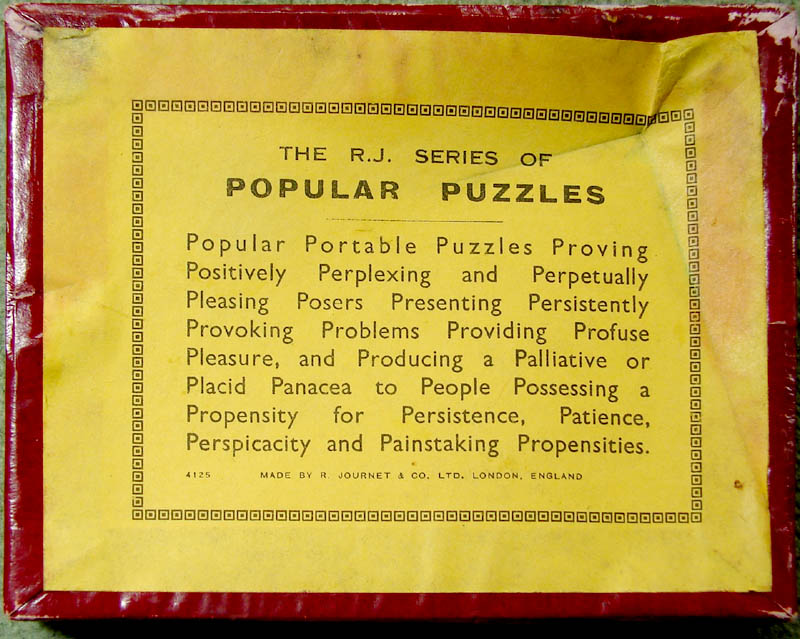 THE R.J. SERIES OF
POPULAR PUZZLES
Popular Portable Puzzles Proving
Positively Perplexing and Perpetually
Pleasing Posers Presenting Persistently
Provoking Problems Providing Profuse
Pleasure, and Producing a Palliative or
Placid Panacea to People Possessing a
Propensity for Persistence, Patience,
Perspicacity and Painstaking Propensities.
4125 MADE BY R. JOURNET & CO. LTD. LONDON, ENGLAND